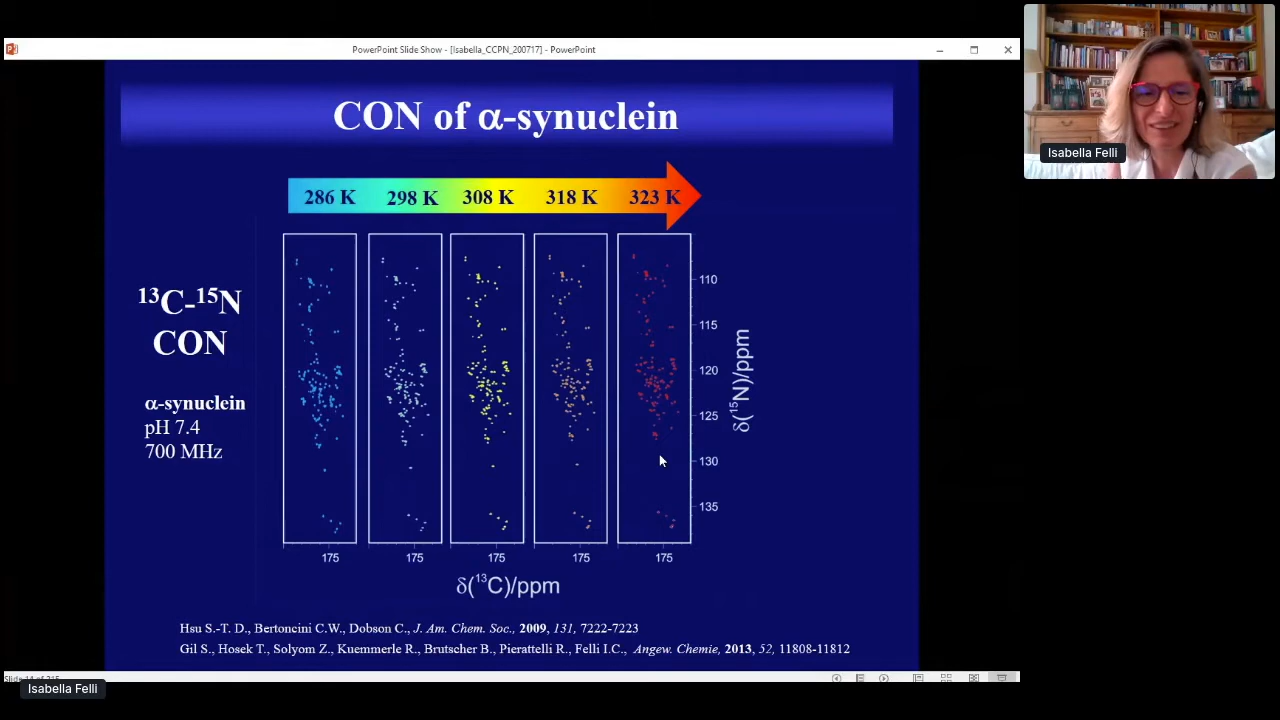 PowerPoint Slide Show - [Isabella_CCPN_200717] - PowerPoint
CON of α-synuclein
286 K 298 K 308 K 318 K 323 K
¹³C-¹⁵N
CON
α-synuclein
pH 7.4
700 MHz
110
115
120
125
130
135
δ(¹⁵N)/ppm
175 175 175 175 175
δ(¹³C)/ppm
Hsu S.-T. D., Bertoncini C.W., Dobson C., J. Am. Chem. Soc., 2009, 131, 7222-7223
Gil S., Hosek T., Solyom Z., Kuemmerle R., Brutscher B., Pierattelli R., Felli I.C., Angew. Chemie, 2013, 52, 11808-11812
Isabella Felli
Isabella Felli